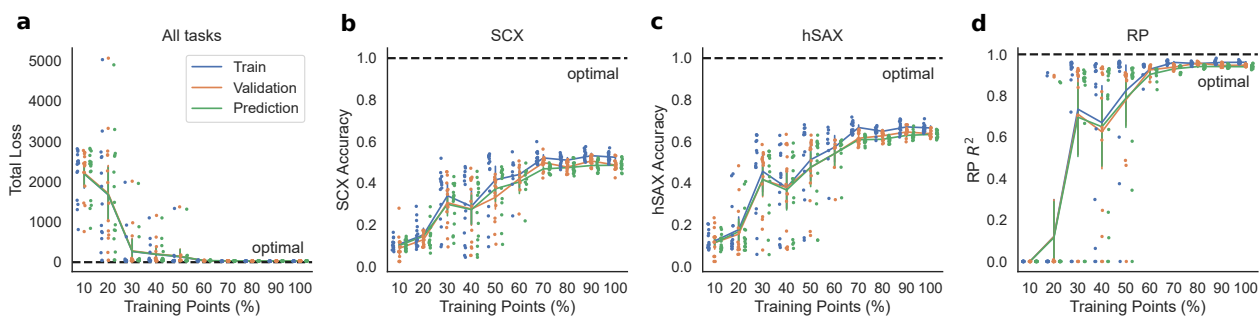 a
All tasks
Total Loss
5000
4000
3000
2000
1000
0
Train
Validation
Prediction
optimal
10 20 30 40 50 60 70 80 90 100
Training Points (%)
b
SCX
SCX Accuracy
1.0
0.8
0.6
0.4
0.2
0.0
optimal
10 20 30 40 50 60 70 80 90 100
Training Points (%)
c
hSAX
hSAX Accuracy
1.0
0.8
0.6
0.4
0.2
0.0
optimal
10 20 30 40 50 60 70 80 90 100
Training Points (%)
d
RP
RP R²
1.0
0.8
0.6
0.4
0.2
0.0
optimal
10 20 30 40 50 60 70 80 90 100
Training Points (%)